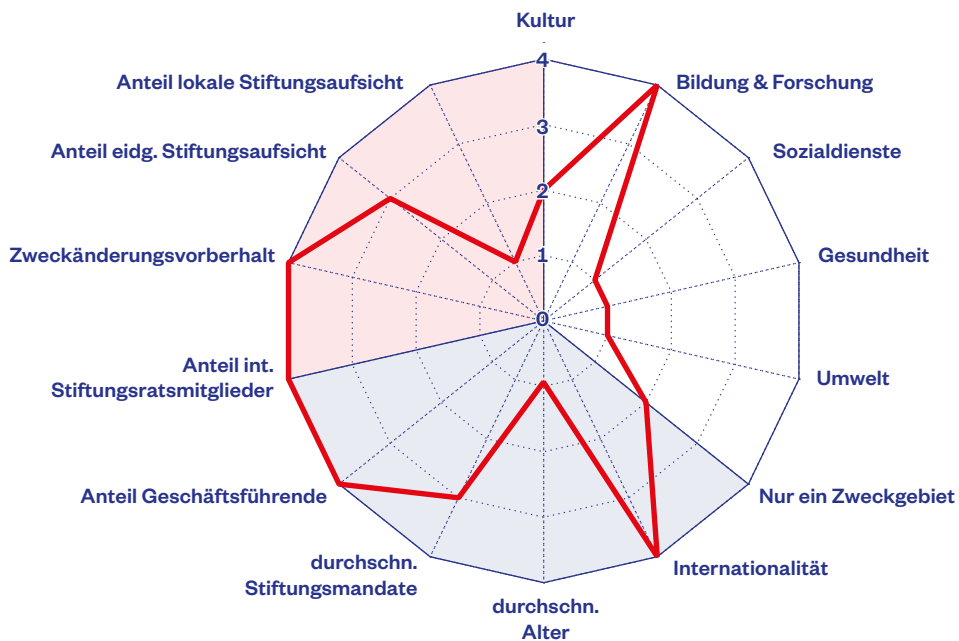 Kultur
4
3
2
1
0
Bildung & Forschung
Sozialdienste
Gesundheit
Umwelt
Nur ein Zweckgebiet
Internationalität
durchschn.
Alter
durchschn.
Stiftungsmandate
Anteil Geschäftsführende
Anteil int.
Stiftungsratsmitglieder
Zweckänderungsvorberhalt
Anteil eidg. Stiftungsaufsicht
Anteil lokale Stiftungsaufsicht